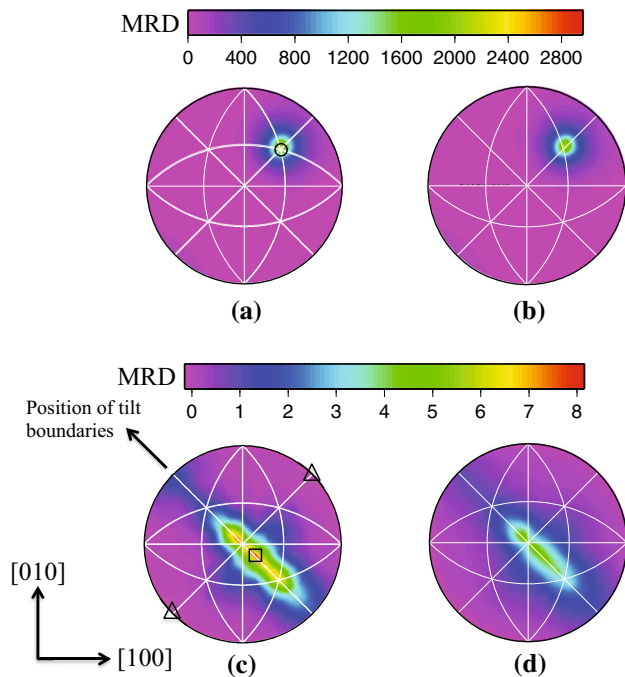 MRD
0 400 800 1200 1600 2000 2400 2800
(a) (b)
MRD
0 1 2 3 4 5 6 7 8
Position of tilt
boundaries
[010]
[100]
(c) (d)